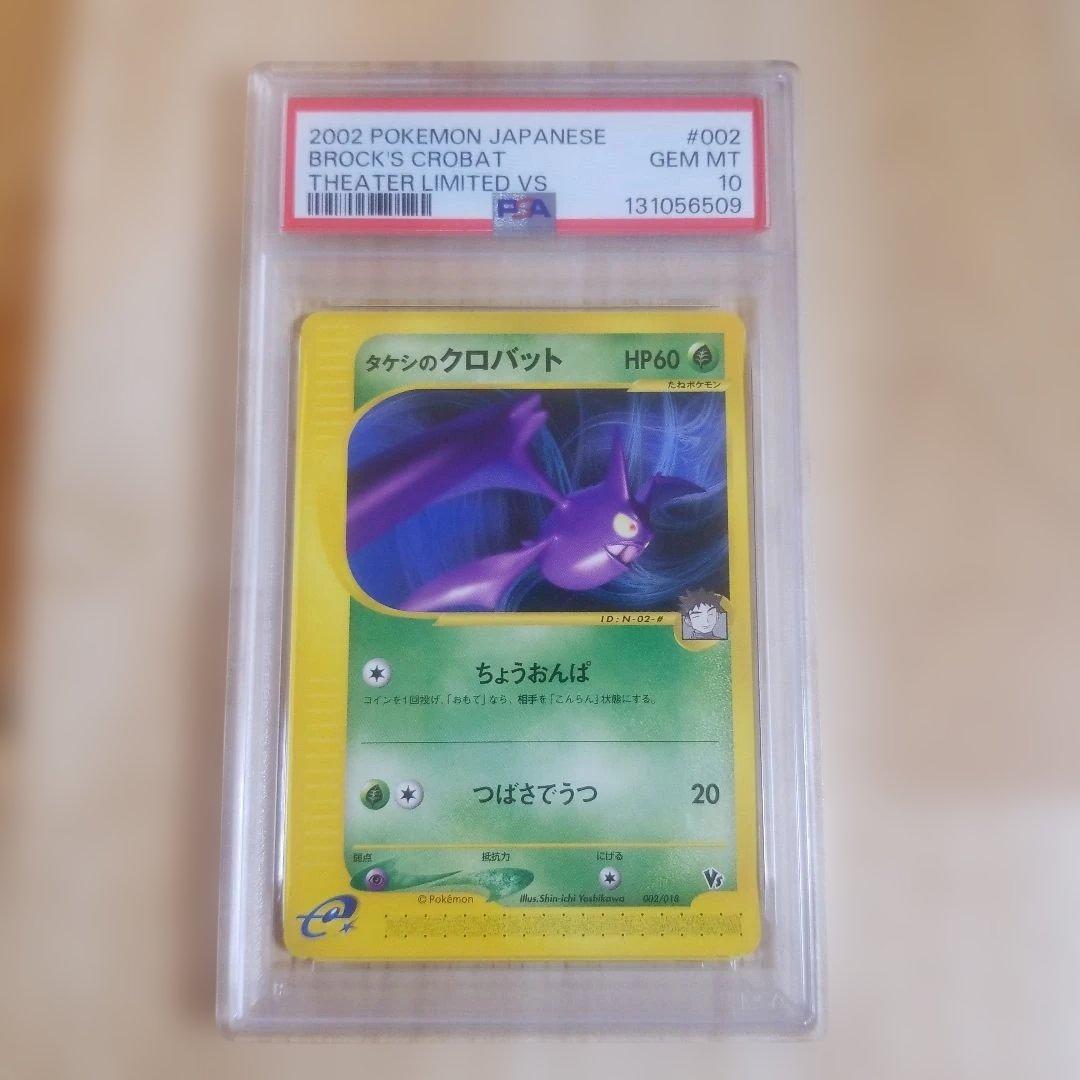 2002 POKEMON JAPANESE #002
BROCK'S CROBAT GEM MT
THEATER LIMITED VS 10
PSA 131056509
タケシのクロバット HP60
たねポケモン
ID:N-02-#
ちょうおんぱ
コインを1回投げ、「おもて」なら、相手を「こんらん」状態にする。
つばさでうつ 20
弱点 抵抗力 にげる
VS
© Pokémon Illus.Shin-ichi Yoshikawa 002/018
e